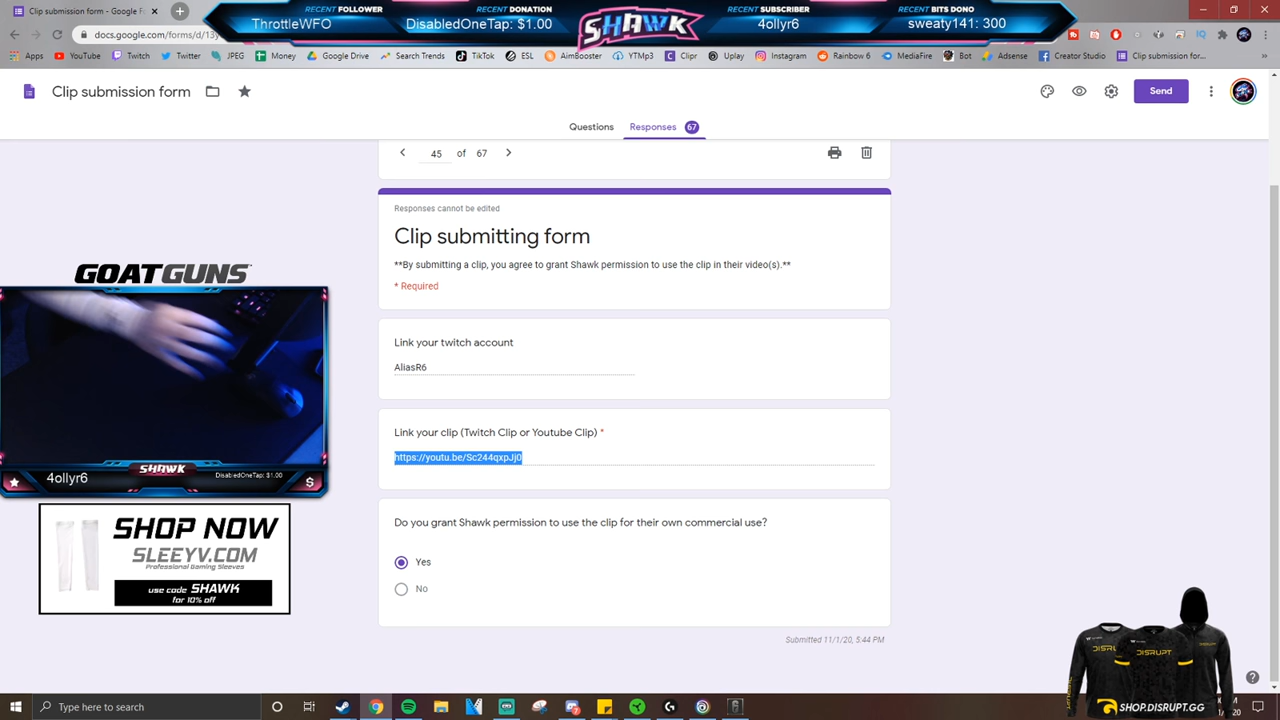 Clip submission form - Google F
RECENT FOLLOWER
ThrottleWFO
RECENT DONATION
DisabledOneTap: $1.00
SHAWK
RECENT SUBSCRIBER
4ollyr6
RECENT BITS DONO
sweaty141: 300
docs.google.com/forms/d/13y
Apps
YouTube
Twitch
Twitter
JPEG
Money
Google Drive
Search Trends
TikTok
ESL
AimBooster
YTMp3
Clipr
Uplay
Instagram
Rainbow 6
MediaFire
Bot
Adsense
Creator Studio
Clip submission for...
Clip submission form
Send
Questions
Responses 67
45 of 67
Responses cannot be edited
Clip submitting form
**By submitting a clip, you agree to grant Shawk permission to use the clip in their video(s).**
* Required
Link your twitch account
AliasR6
Link your clip (Twitch Clip or Youtube Clip) *
https://youtu.be/Sc244qxpJj0
Do you grant Shawk permission to use the clip for their own commercial use?
Yes
No
Submitted 11/1/20, 5:44 PM
GOATGUNS
4ollyr6
SHAWK
DisabledOneTap: $1.00
$
SHOP NOW
SLEEYV.COM
Professional Gaming Sleeves
use code SHAWK
for 10% off
DISRUPT
SHOP.DISRUPT.GG
Type here to search